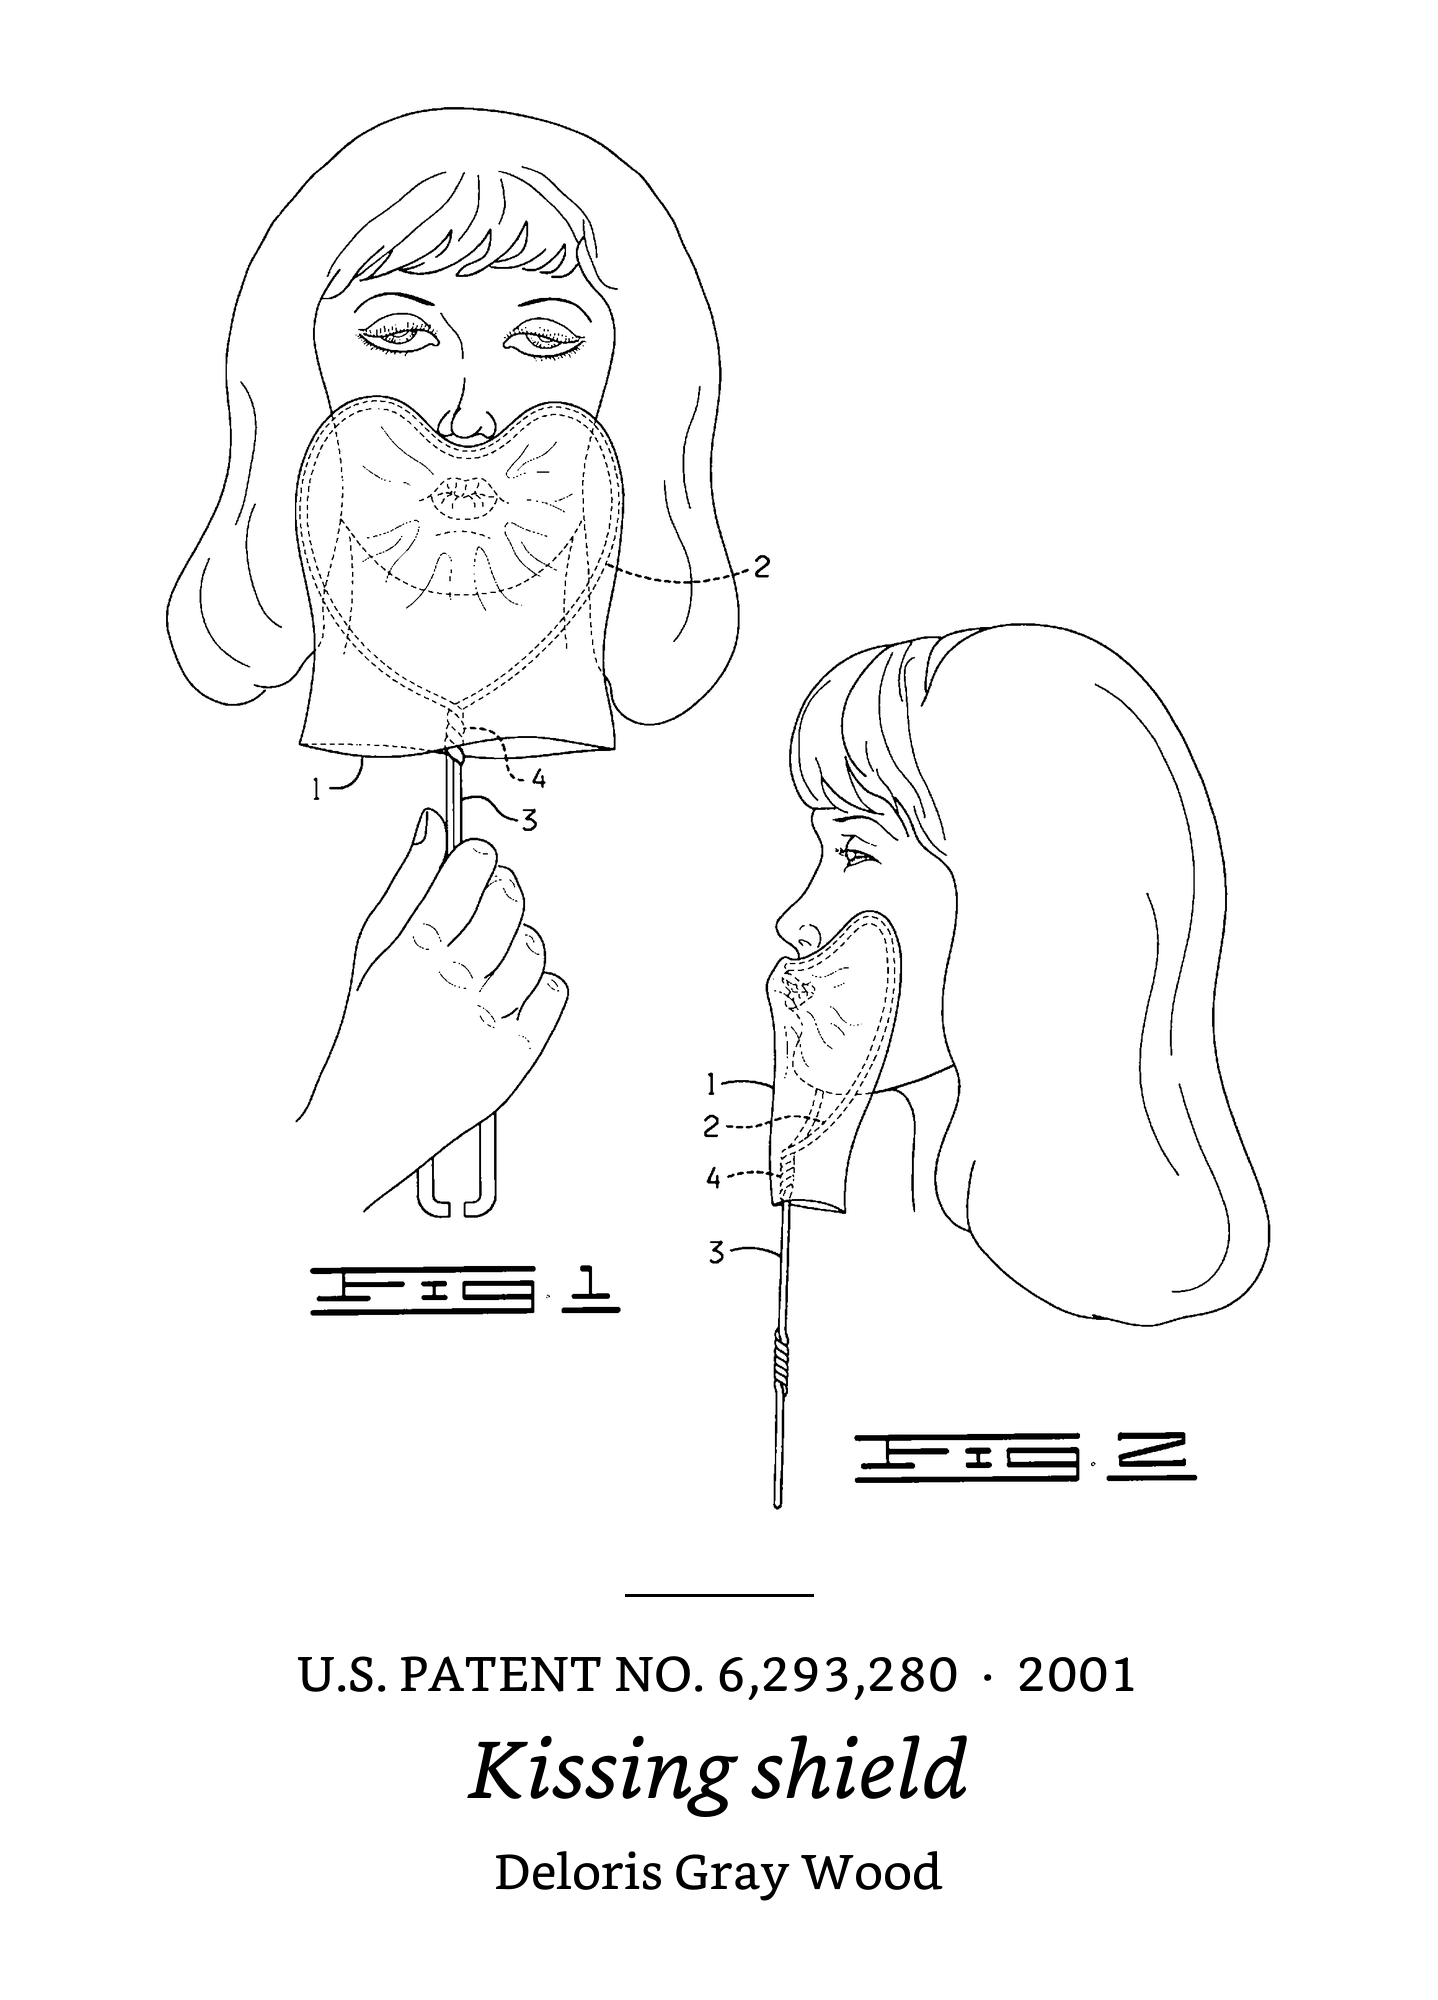 2
1
4
3
1
2
4
3
FIG. 1
FIG. 2
U.S. PATENT NO. 6,293,280 · 2001
Kissing shield
Deloris Gray Wood